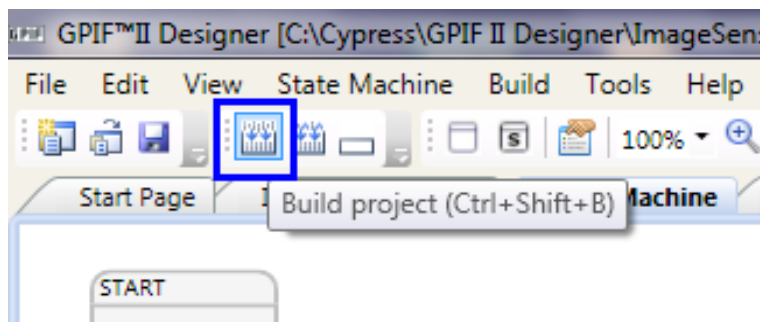 GPIF™II Designer [C:\Cypress\GPIF II Designer\ImageSens
File Edit View State Machine Build Tools Help
S 100%
Start Page Machine
Build project (Ctrl+Shift+B)
START